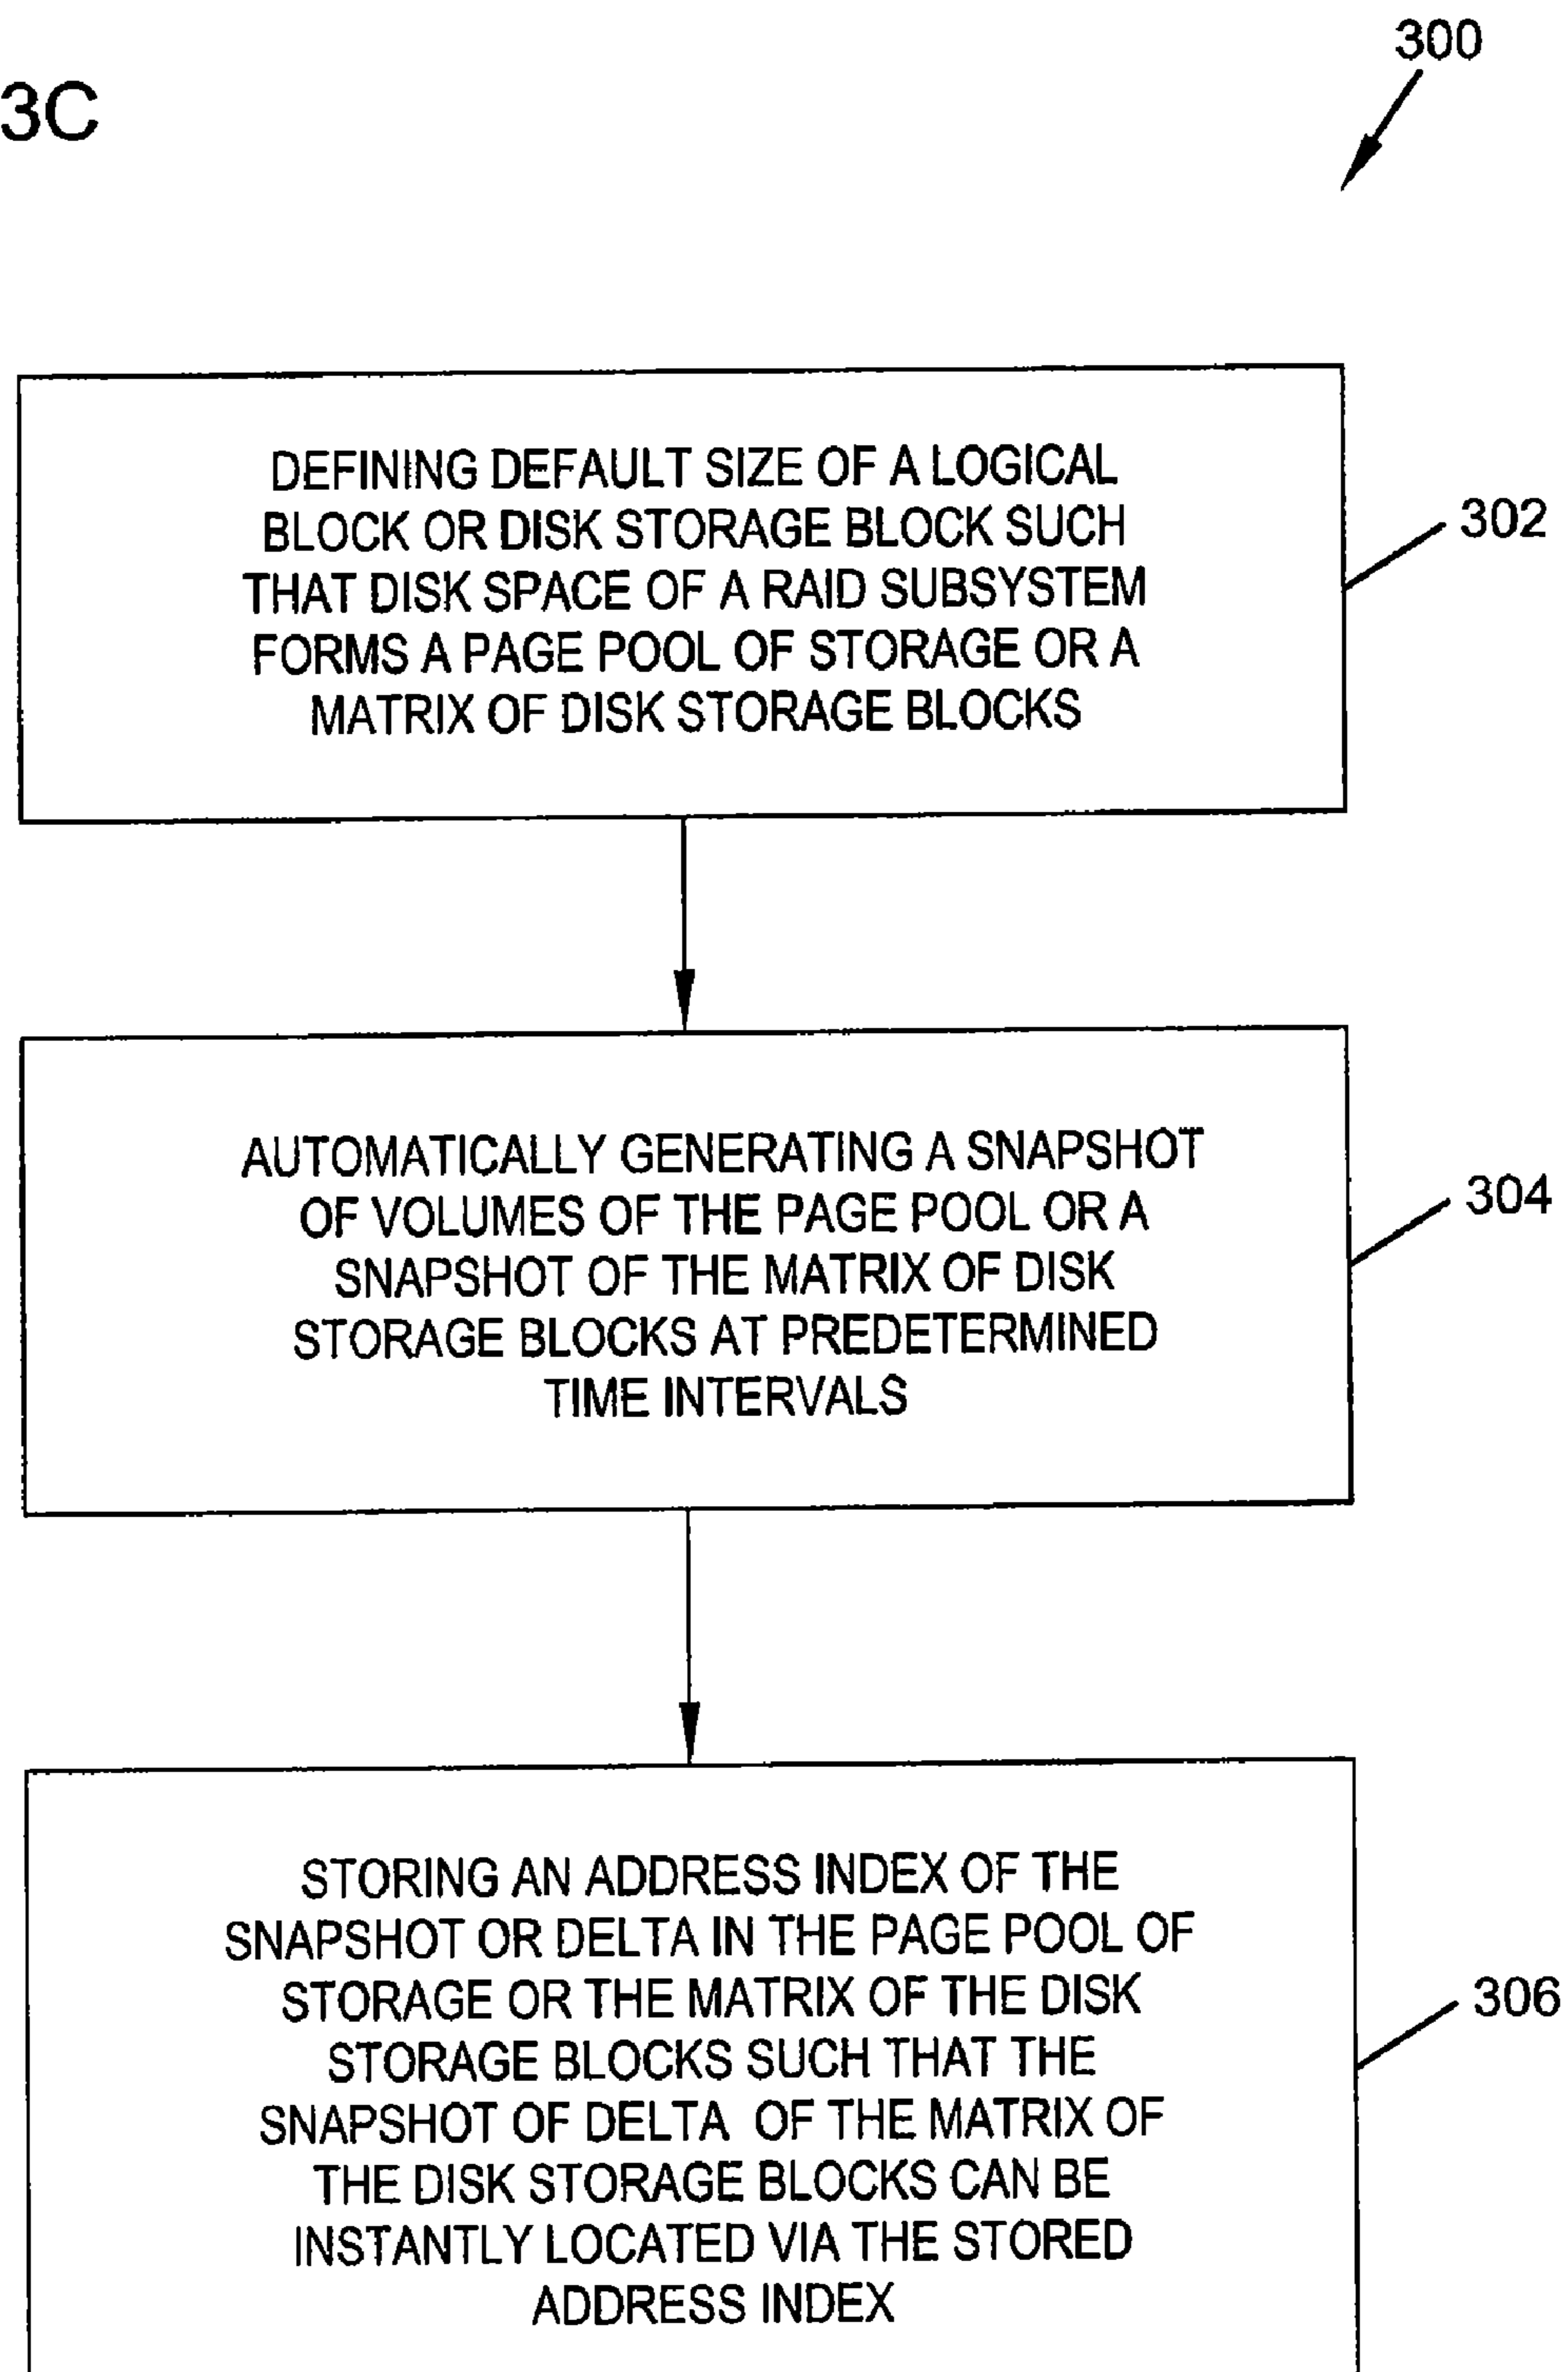 300
3C
DEFINING DEFAULT SIZE OF A LOGICAL
BLOCK OR DISK STORAGE BLOCK SUCH
THAT DISK SPACE OF A RAID SUBSYSTEM
FORMS A PAGE POOL OF STORAGE OR A
MATRIX OF DISK STORAGE BLOCKS
302
AUTOMATICALLY GENERATING A SNAPSHOT
OF VOLUMES OF THE PAGE POOL OR A
SNAPSHOT OF THE MATRIX OF DISK
STORAGE BLOCKS AT PREDETERMINED
TIME INTERVALS
304
STORING AN ADDRESS INDEX OF THE
SNAPSHOT OR DELTA IN THE PAGE POOL OF
STORAGE OR THE MATRIX OF THE DISK
STORAGE BLOCKS SUCH THAT THE
SNAPSHOT OF DELTA OF THE MATRIX OF
THE DISK STORAGE BLOCKS CAN BE
INSTANTLY LOCATED VIA THE STORED
ADDRESS INDEX
306